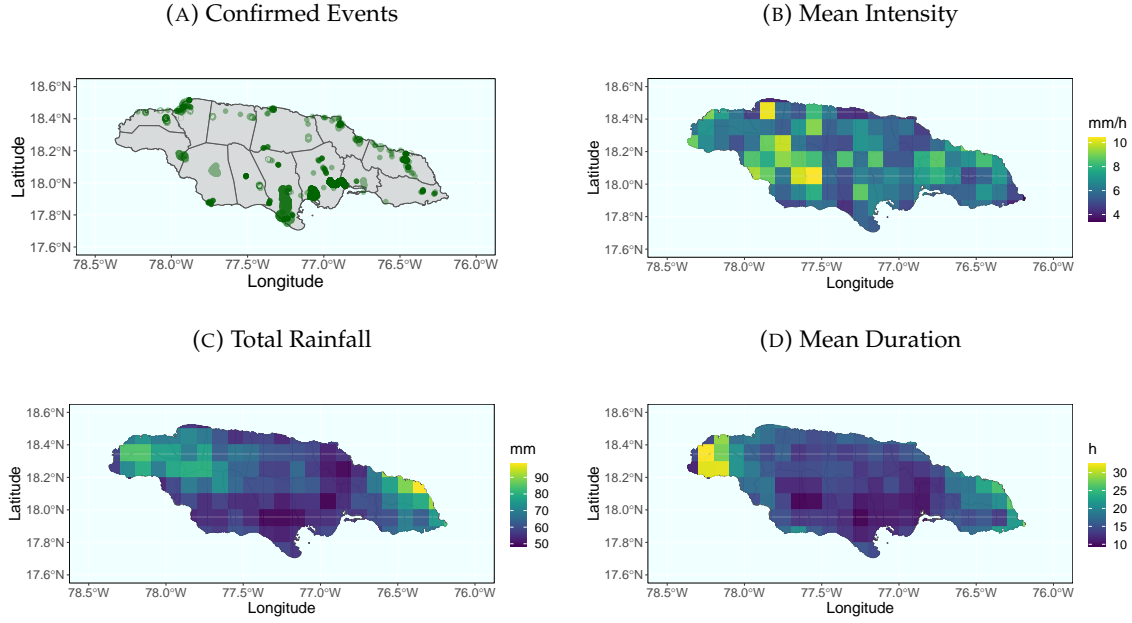 (A) Confirmed Events
18.6°N
18.4°N
18.2°N
18.0°N
17.8°N
17.6°N
Latitude
78.5°W 78.0°W 77.5°W 77.0°W 76.5°W 76.0°W
Longitude
(B) Mean Intensity
18.6°N
18.4°N
18.2°N
18.0°N
17.8°N
17.6°N
Latitude
78.5°W 78.0°W 77.5°W 77.0°W 76.5°W 76.0°W
Longitude
mm/h
10
8
6
4
(C) Total Rainfall
18.6°N
18.4°N
18.2°N
18.0°N
17.8°N
17.6°N
Latitude
78.5°W 78.0°W 77.5°W 77.0°W 76.5°W 76.0°W
Longitude
mm
90
80
70
60
50
(D) Mean Duration
18.6°N
18.4°N
18.2°N
18.0°N
17.8°N
17.6°N
Latitude
78.5°W 78.0°W 77.5°W 77.0°W 76.5°W 76.0°W
Longitude
h
30
25
20
15
10